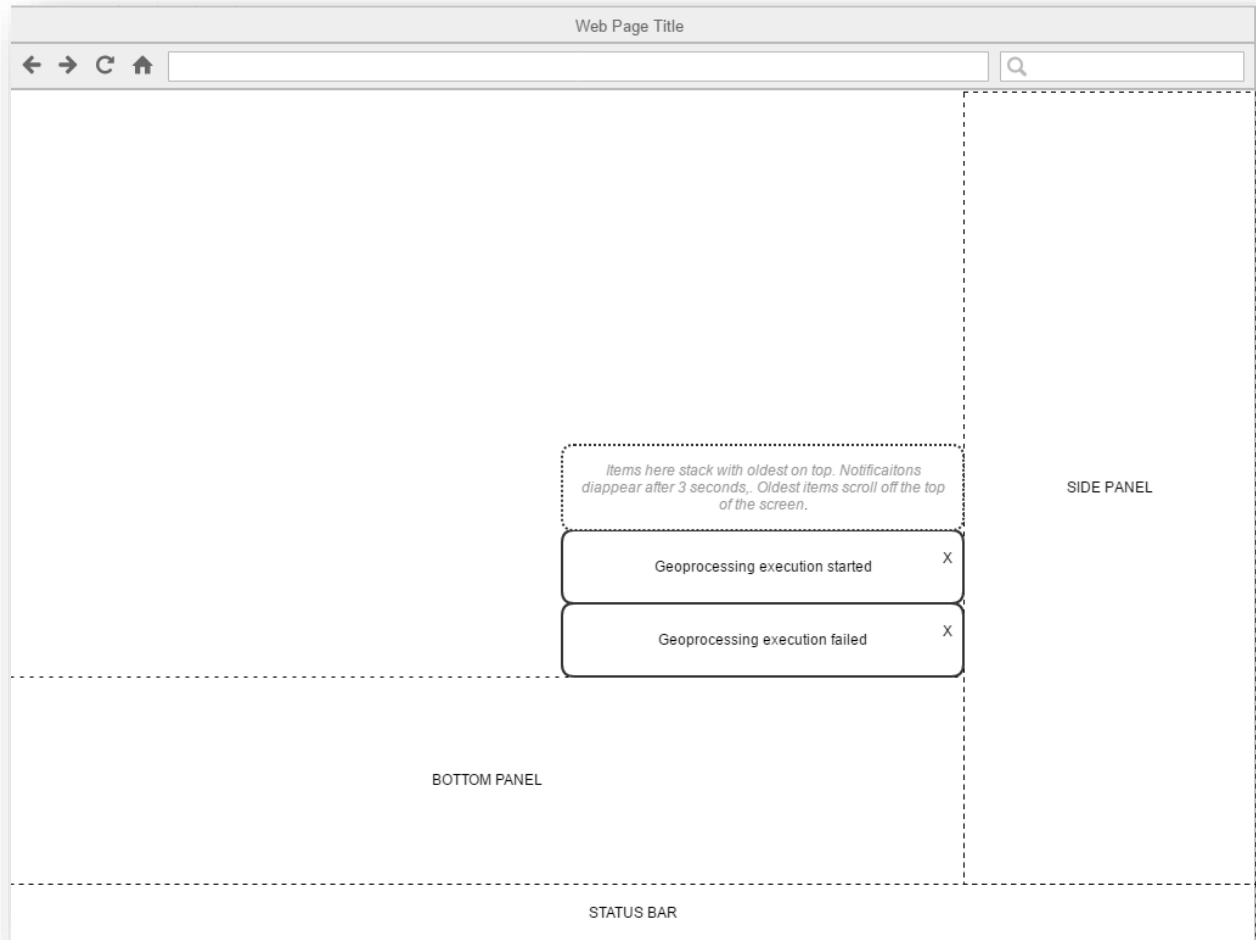 Web Page Title
Items here stack with oldest on top. Notificaitons
diappear after 3 seconds,. Oldest items scroll off the top
of the screen.
SIDE PANEL
X
Geoprocessing execution started
X
Geoprocessing execution failed
BOTTOM PANEL
STATUS BAR